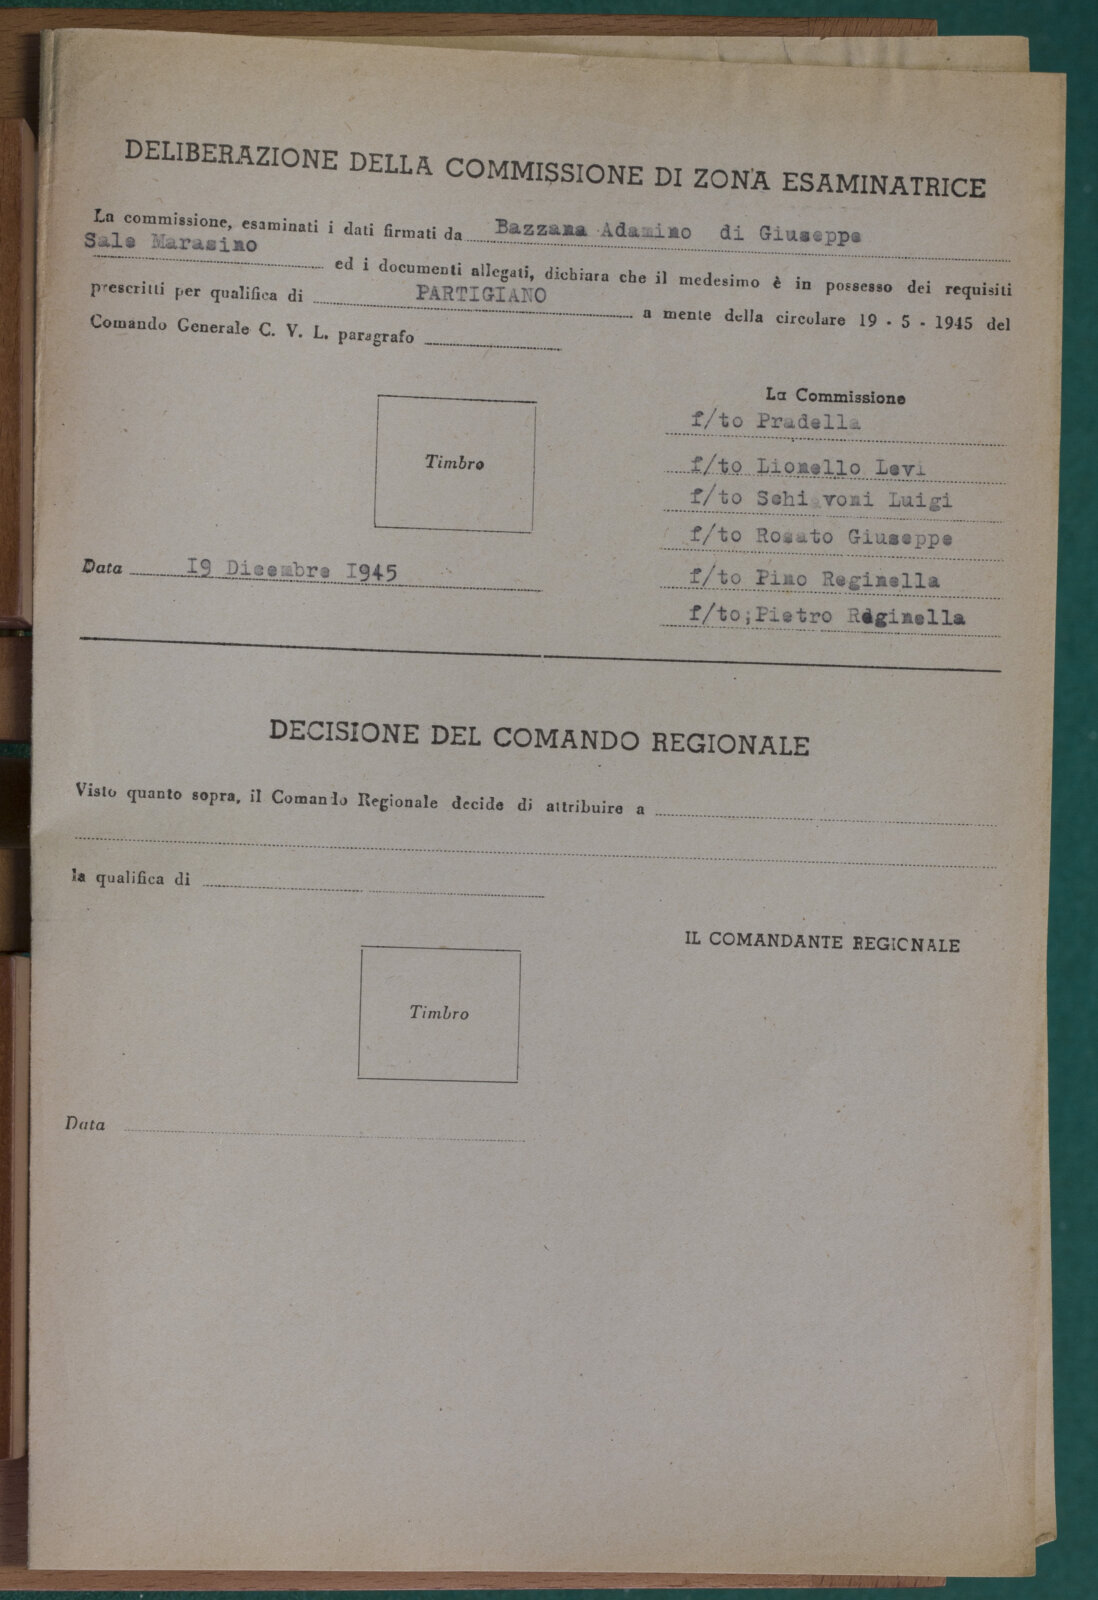 DELIBERAZIONE DELLA COMMISSIONE DI ZONA ESAMINATRICE
La commissione, esaminati i dati firmati da Bazzana Adamino di Giuseppe
Sale Marasino ed i documenti allegati, dichiara che il medesimo è in possesso dei requisiti
prescritti per qualifica di PARTIGIANO a mente della circolare 19 - 5 - 1945 del
Comando Generale C. V. L. paragrafo
La Commissione
f/to Pradella
Timbro
f/to Lionello Levi
f/to Schiavoni Luigi
f/to Rosato Giuseppe
Data 19 Dicembre 1945
f/to Pino Reginella
f/to;Pietro Reginella
DECISIONE DEL COMANDO REGIONALE
Visto quanto sopra, il Comando Regionale decide di attribuire a
la qualifica di
IL COMANDANTE REGIONALE
Timbro
Data